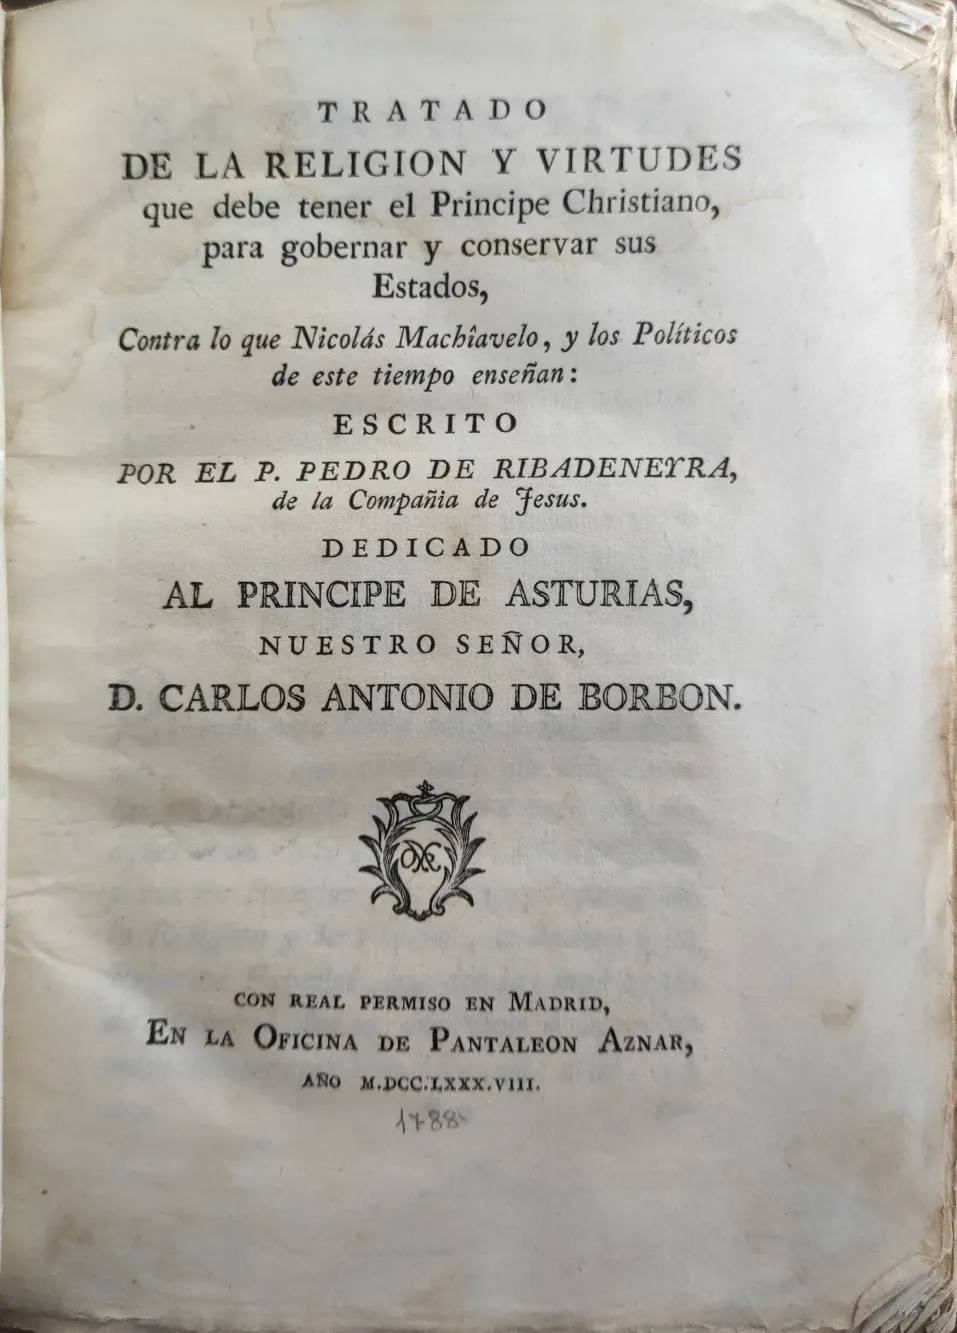 TRATADO
DE LA RELIGION Y VIRTUDES
que debe tener el Principe Christiano,
para gobernar y conservar sus
Estados,
Contra lo que Nicolás Machîavelo, y los Políticos
de este tiempo enseñan:
ESCRITO
POR EL P. PEDRO DE RIBADENEYRA,
de la Compañia de Jesus.
DEDICADO
AL PRINCIPE DE ASTURIAS,
NUESTRO SEÑOR,
D. CARLOS ANTONIO DE BORBON.
CON REAL PERMISO EN MADRID,
EN LA OFICINA DE PANTALEON AZNAR,
AÑO M.DCC.LXXX.VIII.
1788